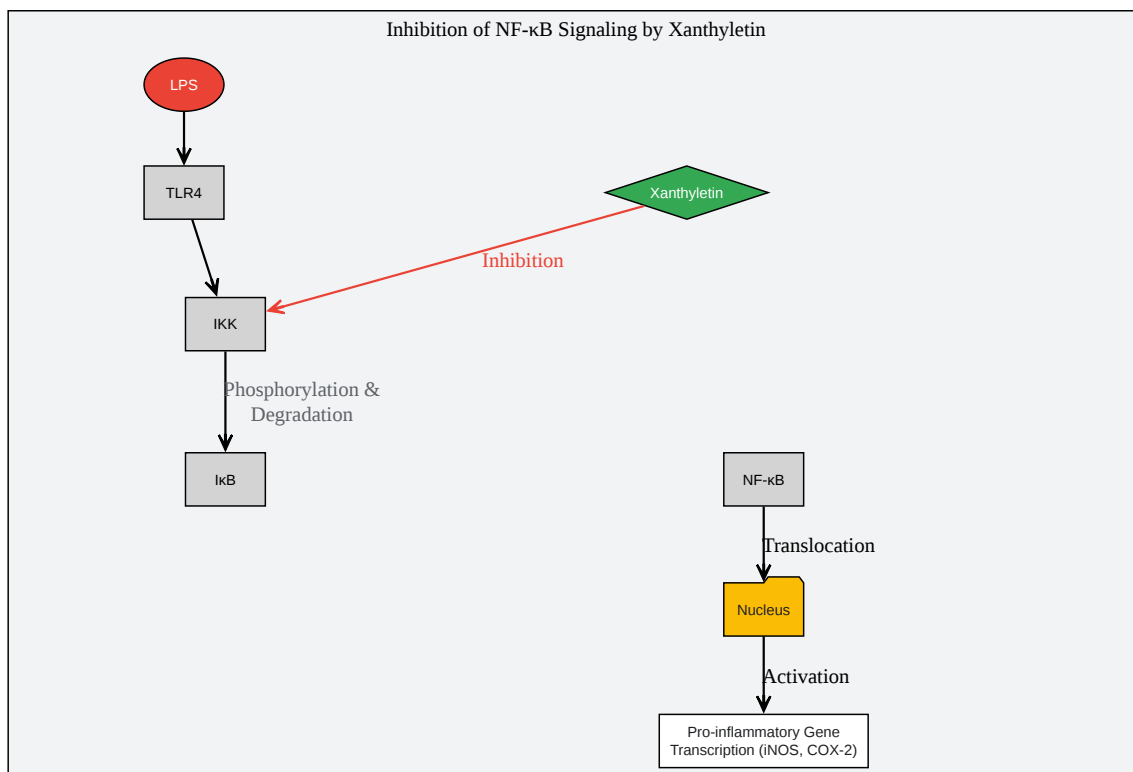 Inhibition of NF-κB Signaling by Xanthyletin
LPS
TLR4
Xanthyletin
Inhibition
IKK
Phosphorylation &
Degradation
IκB
NF-κB
Translocation
Nucleus
Activation
Pro-inflammatory Gene
Transcription (iNOS, COX-2)